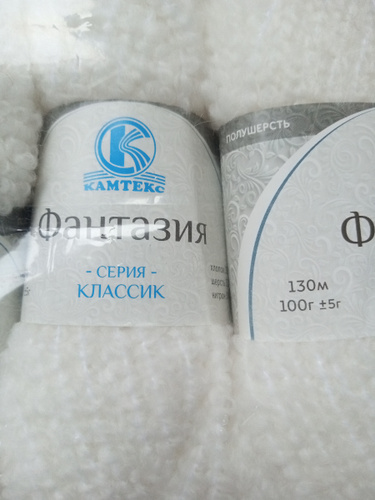 КАМТЕКС
Фантазия
- СЕРИЯ -
КЛАССИК
ПОЛУШЕРСТЬ
Ф
130м
100г ±5г